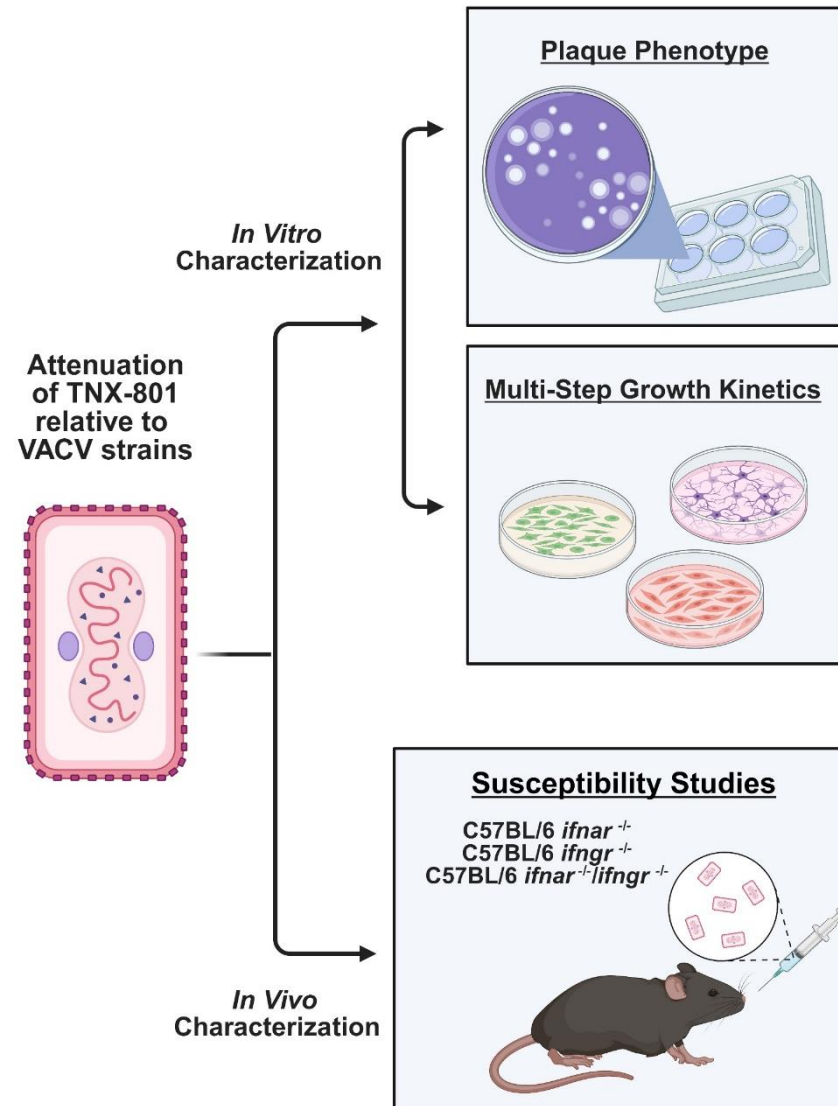 Plaque Phenotype
In Vitro
Characterization
Attenuation
of TNX-801
relative to
VACV strains
Multi-Step Growth Kinetics
Susceptibility Studies
C57BL/6 ifnar -/-
C57BL/6 ifngr -/-
C57BL/6 ifnar-/-/ifngr -/-
In Vivo
Characterization